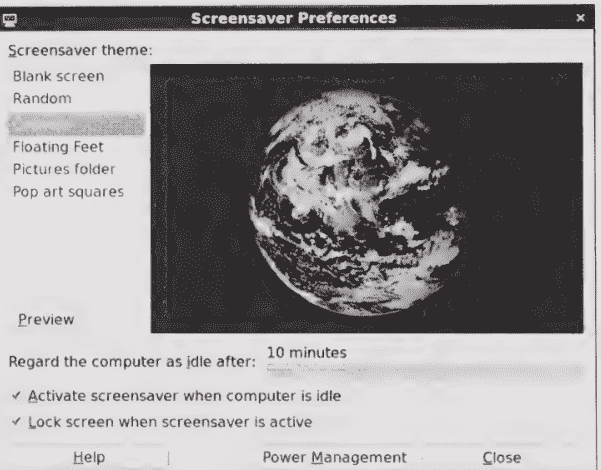 Screensaver Preferences
Screensaver theme:
Blank screen
Random
Floating Feet
Pictures folder
Pop art squares
Preview
Regard the computer as idle after:
10 minutes
Activate screensaver when computer is idle
Lock screen when screensaver is active
Help
Power Management
Close